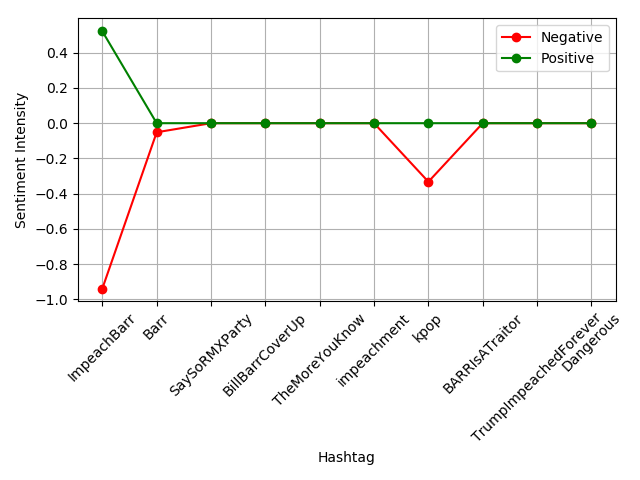 Negative
Positive
0.4
0.2
0.0
−0.2
−0.4
−0.6
−0.8
−1.0
Sentiment Intensity
ImpeachBarr
Barr
SaySoRMXParty
BillBarrCoverUp
TheMoreYouKnow
impeachment
kpop
BARRIsATraitor
TrumpImpeachedForever
Dangerous
Hashtag